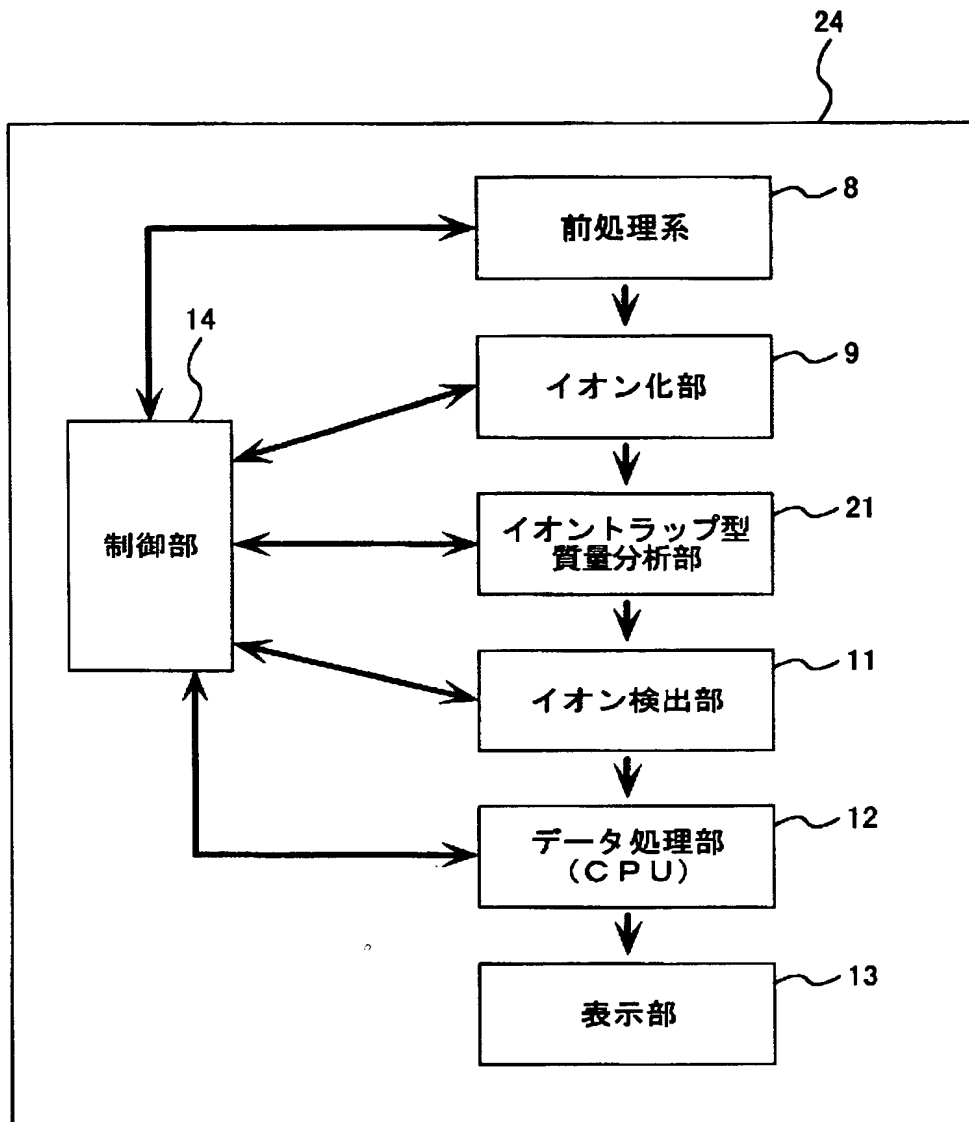 24
8
前処理系
14
9
イオン化部
21
イオントラップ型
質量分析部
制御部
11
イオン検出部
12
データ処理部
(CPU)
13
表示部